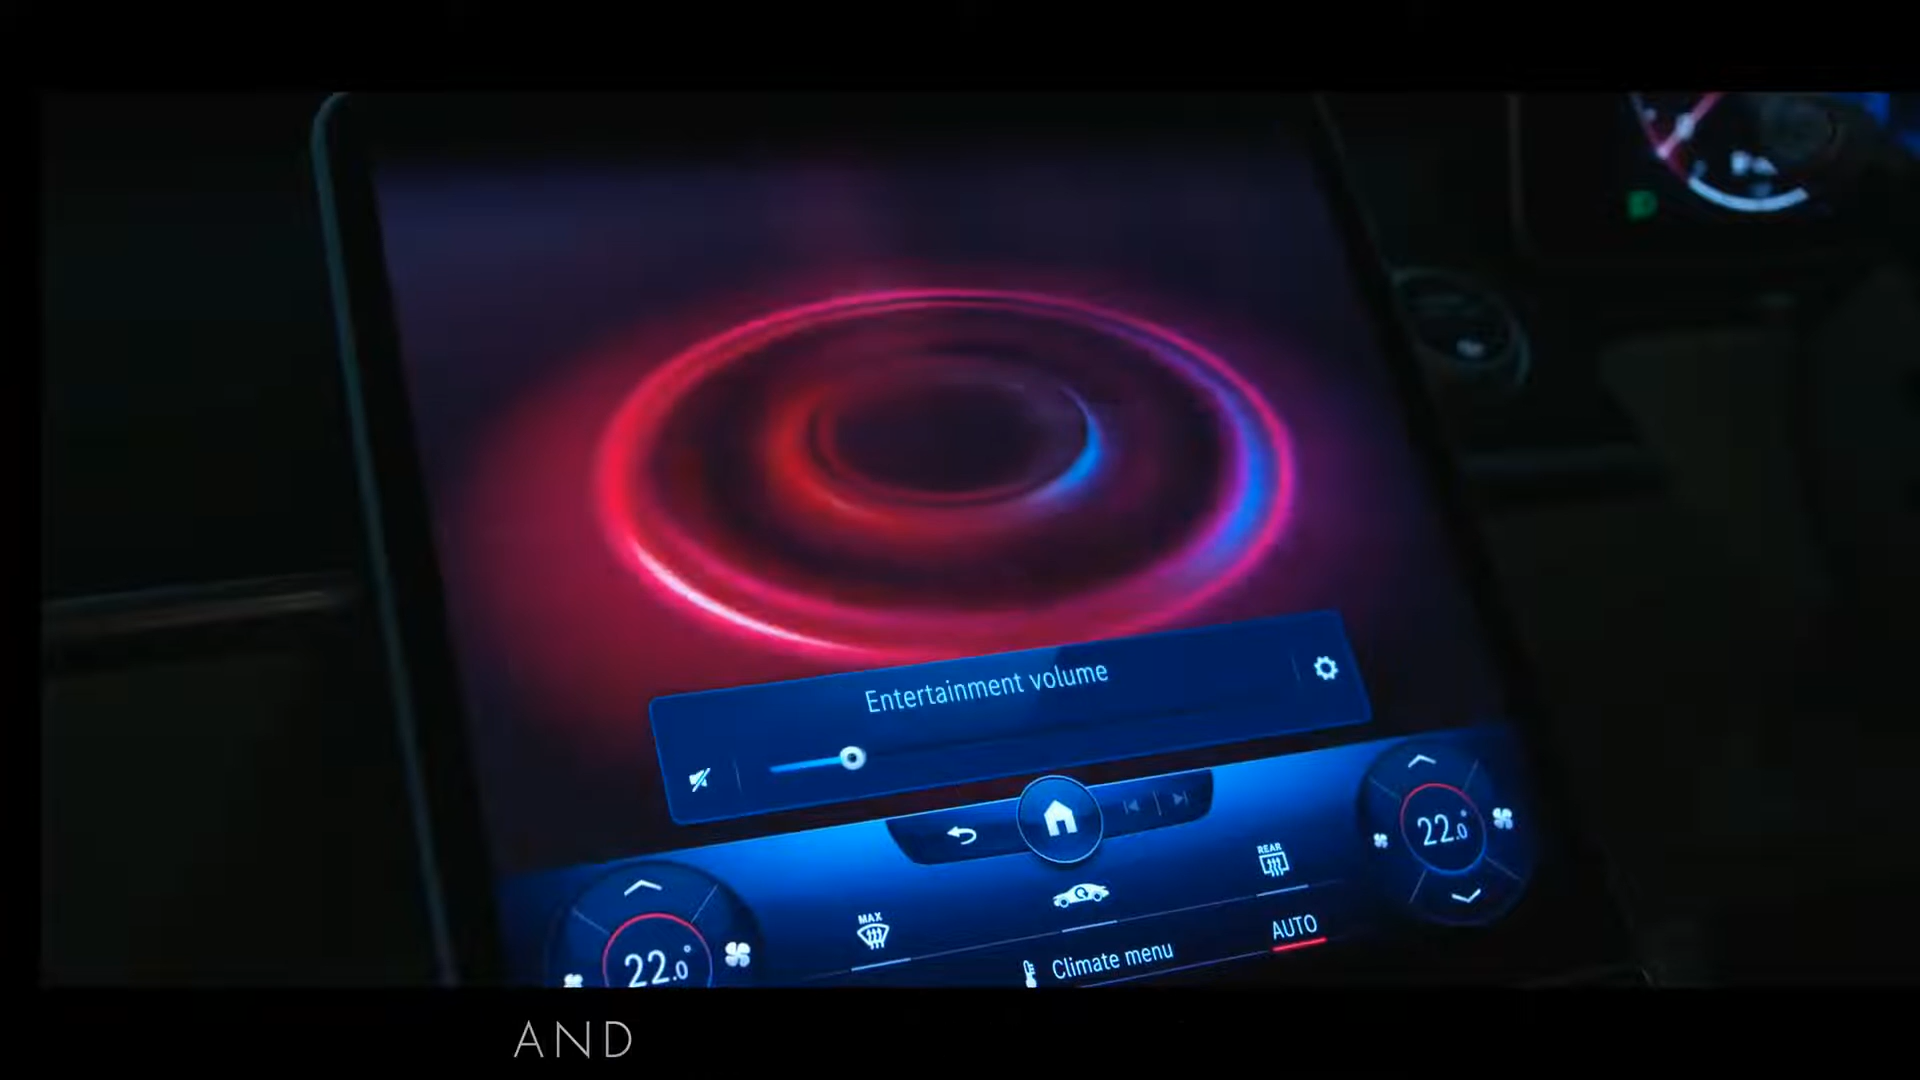 Entertainment volume
22.0°
REAR
MAX
AUTO
22.0°
Climate menu
AND